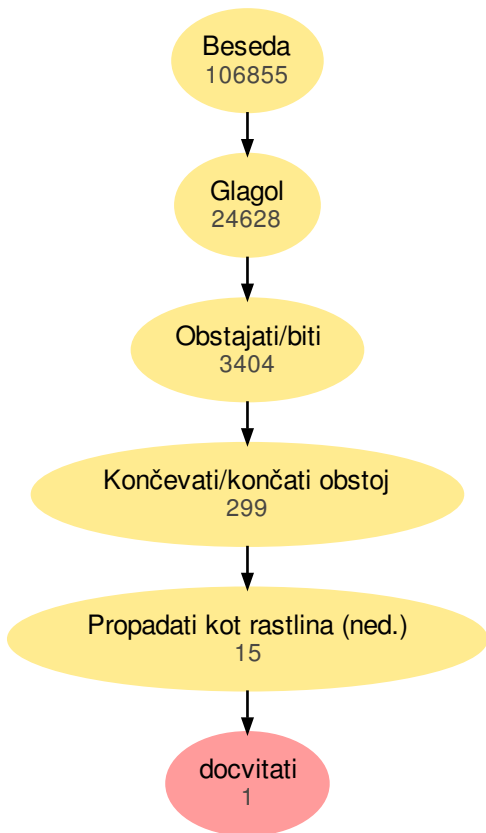 Beseda
106855
Glagol
24628
Obstajati/biti
3404
Končevati/končati obstoj
299
Propadati kot rastlina (ned.)
15
docvitati
1